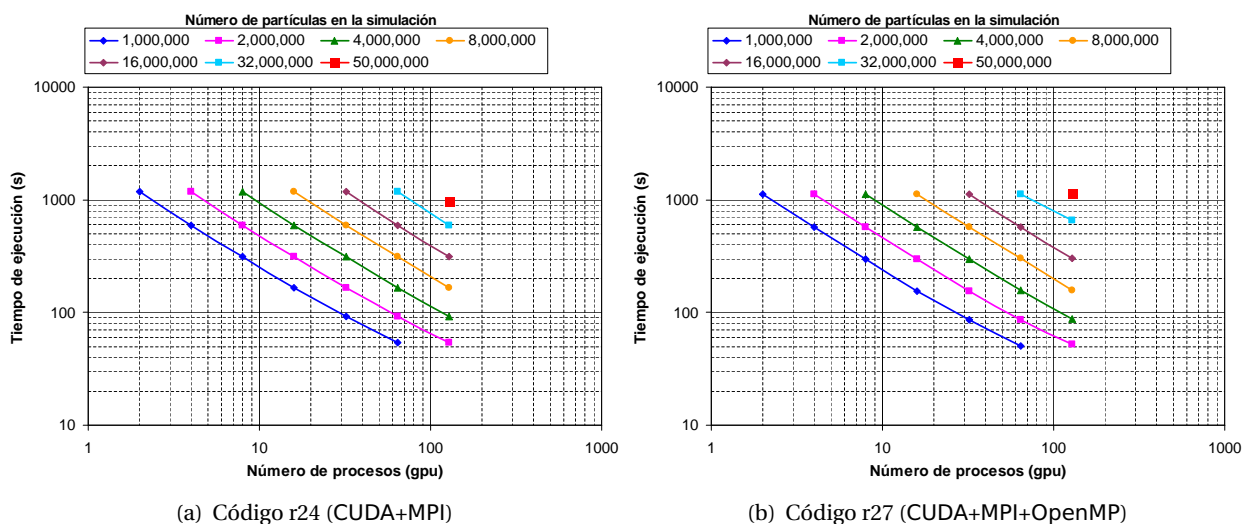 Número de partículas en la simulación
1,000,000 2,000,000 4,000,000 8,000,000
16,000,000 32,000,000 50,000,000
10000
1000
100
10
1 10 100 1000
Tiempo de ejecución (s)
Número de procesos (gpu)
(a) Código r24 (CUDA+MPI)
Número de partículas en la simulación
1,000,000 2,000,000 4,000,000 8,000,000
16,000,000 32,000,000 50,000,000
10000
1000
100
10
1 10 100 1000
Tiempo de ejecución (s)
Número de procesos (gpu)
(b) Código r27 (CUDA+MPI+OpenMP)